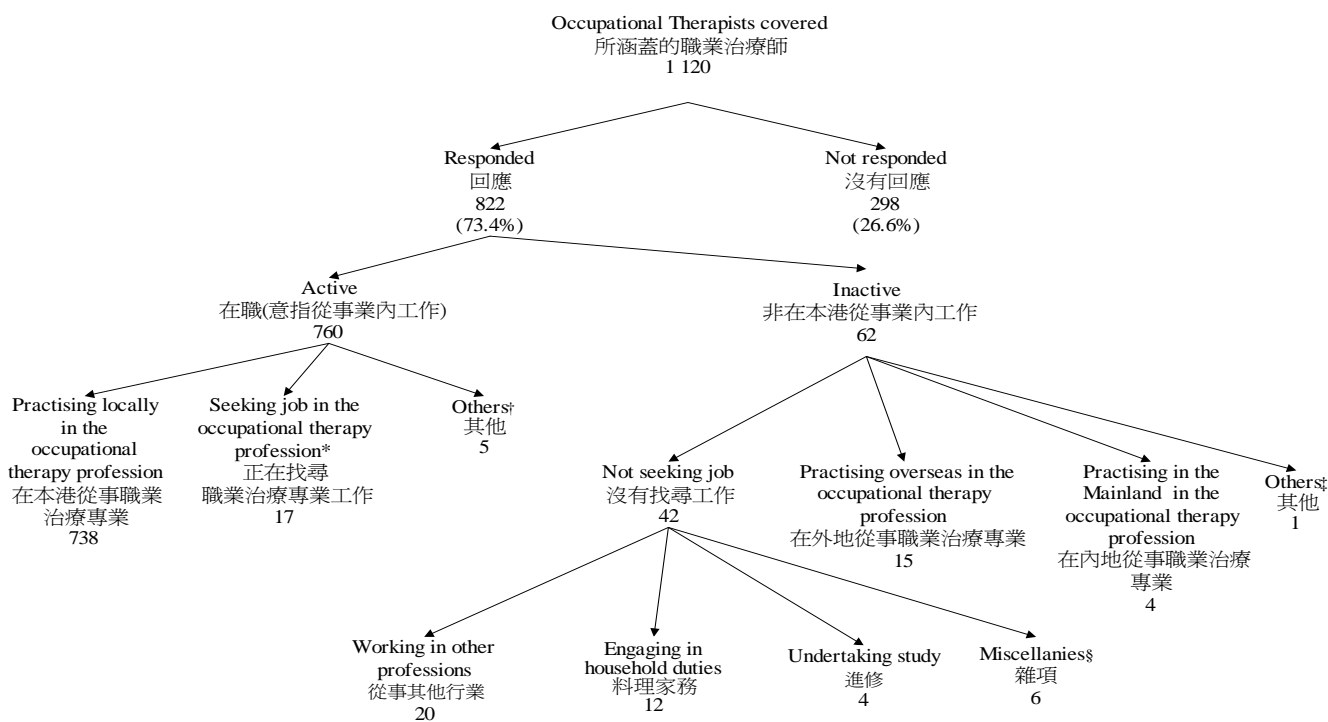 Occupational Therapists covered
所涵蓋的職業治療師
1 120
Responded
回應
822
(73.4%)
Not responded
沒有回應
298
(26.6%)
Active
在職(意指從事業內工作)
760
Inactive
非在本港從事業內工作
62
Practising locally
in the
occupational
therapy profession
在本港從事職業
治療專業
738
Seeking job in the
occupational therapy
profession*
正在找尋
職業治療專業工作
17
Others†
其他
5
Not seeking job
沒有找尋工作
42
Practising overseas in the
occupational therapy
profession
在外地從事職業治療專業
15
Practising in the
Mainland in the
occupational therapy
profession
在內地從事職業治療
專業
4
Others‡
其他
1
Working in other
professions
從事其他行業
20
Engaging in
household duties
料理家務
12
Undertaking study
進修
4
Miscellanies§
雜項
6